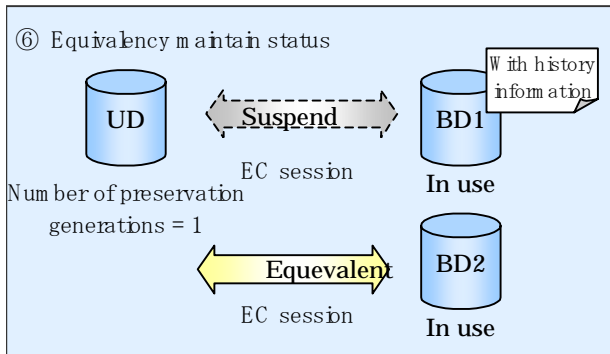 ⑥ Equivalency maintain status
With history
information
UD
Suspend
BD1
EC session
In use
Number of preservation
generations = 1
Equevalent
BD2
EC session
In use